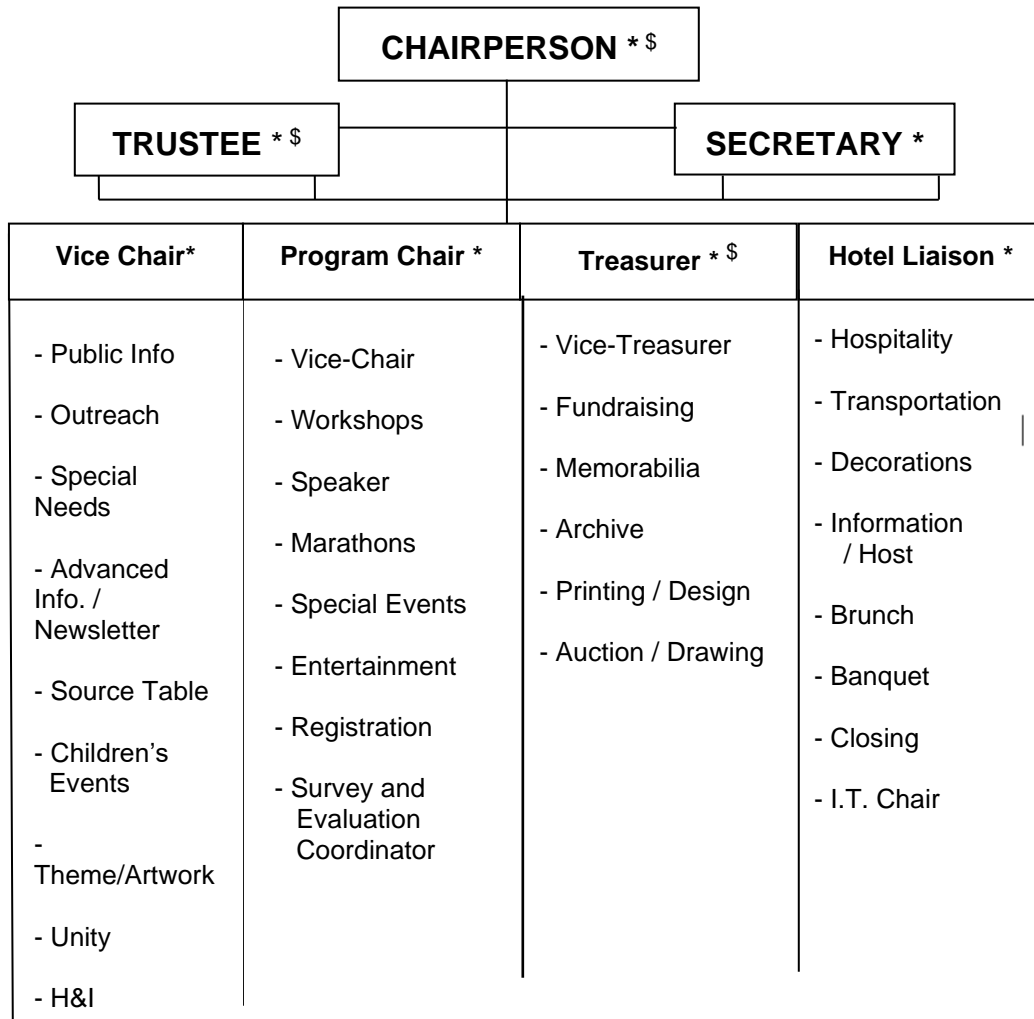 CHAIRPERSON * $
TRUSTEE * $
SECRETARY *
Vice Chair*
- Public Info
- Outreach
- Special
Needs
- Advanced
Info. /
Newsletter
- Source Table
- Children’s
Events
-
Theme/Artwork
- Unity
- H&I
Program Chair *
- Vice-Chair
- Workshops
- Speaker
- Marathons
- Special Events
- Entertainment
- Registration
- Survey and
Evaluation
Coordinator
Treasurer * $
- Vice-Treasurer
- Fundraising
- Memorabilia
- Archive
- Printing / Design
- Auction / Drawing
Hotel Liaison *
- Hospitality
- Transportation
- Decorations
- Information
/ Host
- Brunch
- Banquet
- Closing
- I.T. Chair